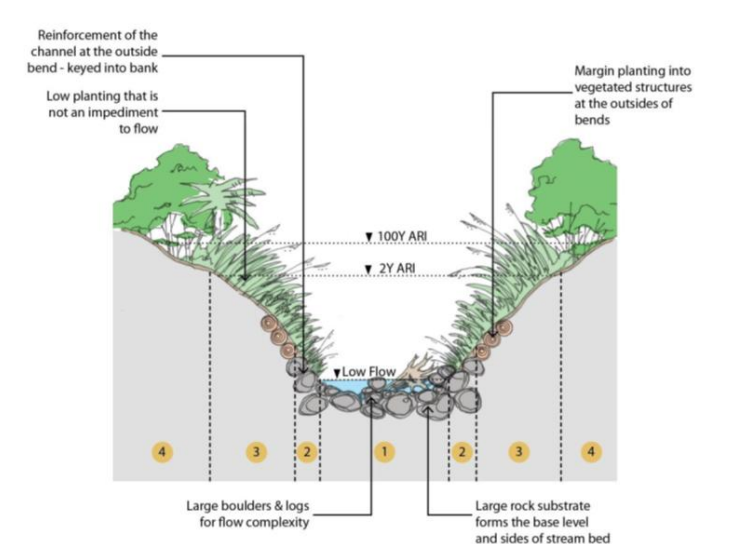 Reinforcement of the
channel at the outside
bend - keyed into bank
Low planting that is
not an impediment
to flow
Margin planting into
vegetated structures
at the outsides of
bends
100Y ARI
2Y ARI
Low Flow
4 3 2 1 2 3 4
Large boulders & logs
for flow complexity
Large rock substrate
forms the base level
and sides of stream bed